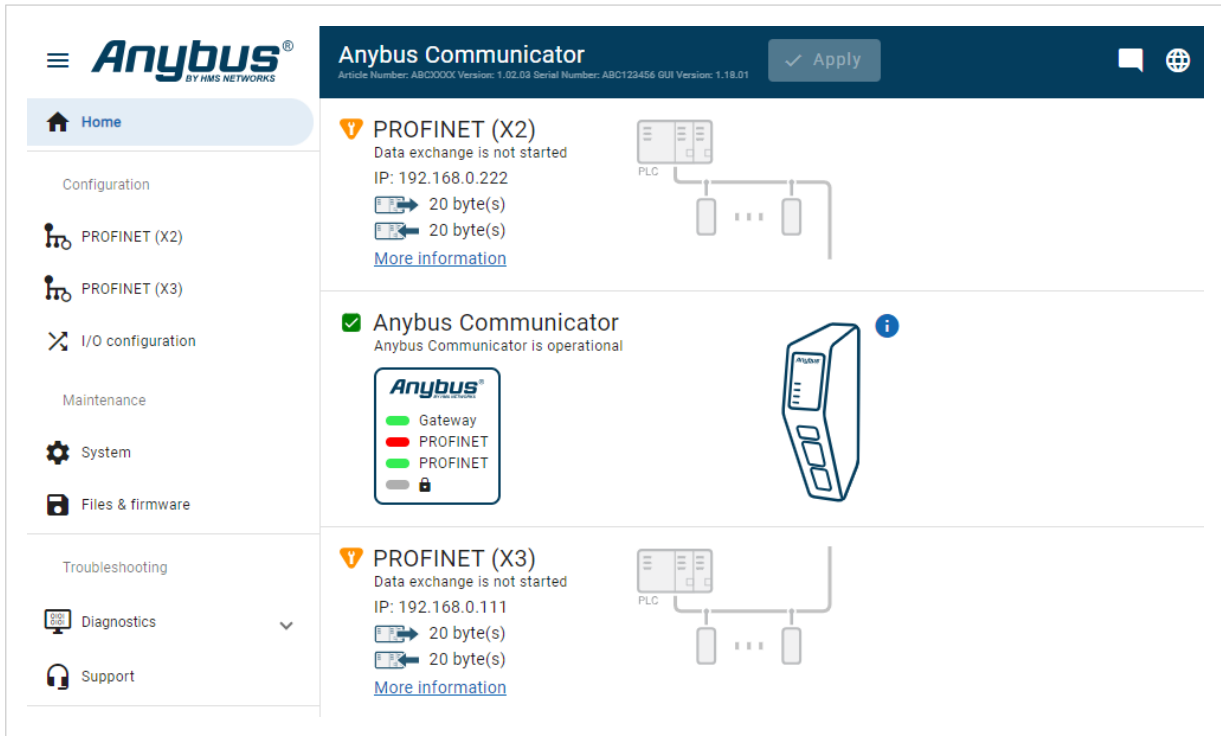 Anybus®
BY HMS NETWORKS
Anybus Communicator
Article Number: ABCXXXX Version: 1.02.03 Serial Number: ABC123456 GUI Version: 1.18.01
Apply
Home
Configuration
PROFINET (X2)
PROFINET (X3)
I/O configuration
Maintenance
System
Files & firmware
Troubleshooting
Diagnostics
Support
PROFINET (X2)
Data exchange is not started
IP: 192.168.0.222
20 byte(s)
20 byte(s)
More information
PLC
Anybus Communicator
Anybus Communicator is operational
Anybus®
BY HMS NETWORKS
Gateway
PROFINET
PROFINET
Anybus
PROFINET (X3)
Data exchange is not started
IP: 192.168.0.111
20 byte(s)
20 byte(s)
More information
PLC